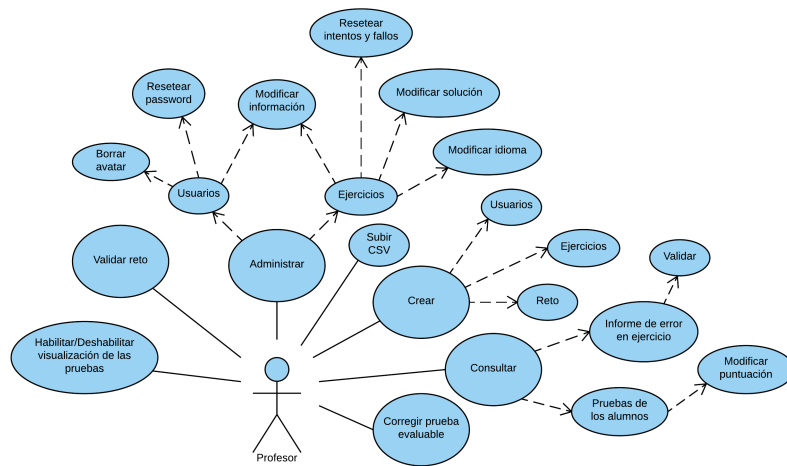 Resetear
intentos y fallos
Resetear
password
Modificar
información
Modificar solución
Borrar
avatar
Modificar idioma
Usuarios
Ejercicios
Usuarios
Subir
CSV
Ejercicios
Validar reto
Administrar
Validar
Crear
Reto
Informe de error
en ejercicio
Habilitar/Deshabilitar
visualización de las
pruebas
Consultar
Modificar
puntuación
Pruebas de
los alumnos
Corregir prueba
evaluable
Profesor